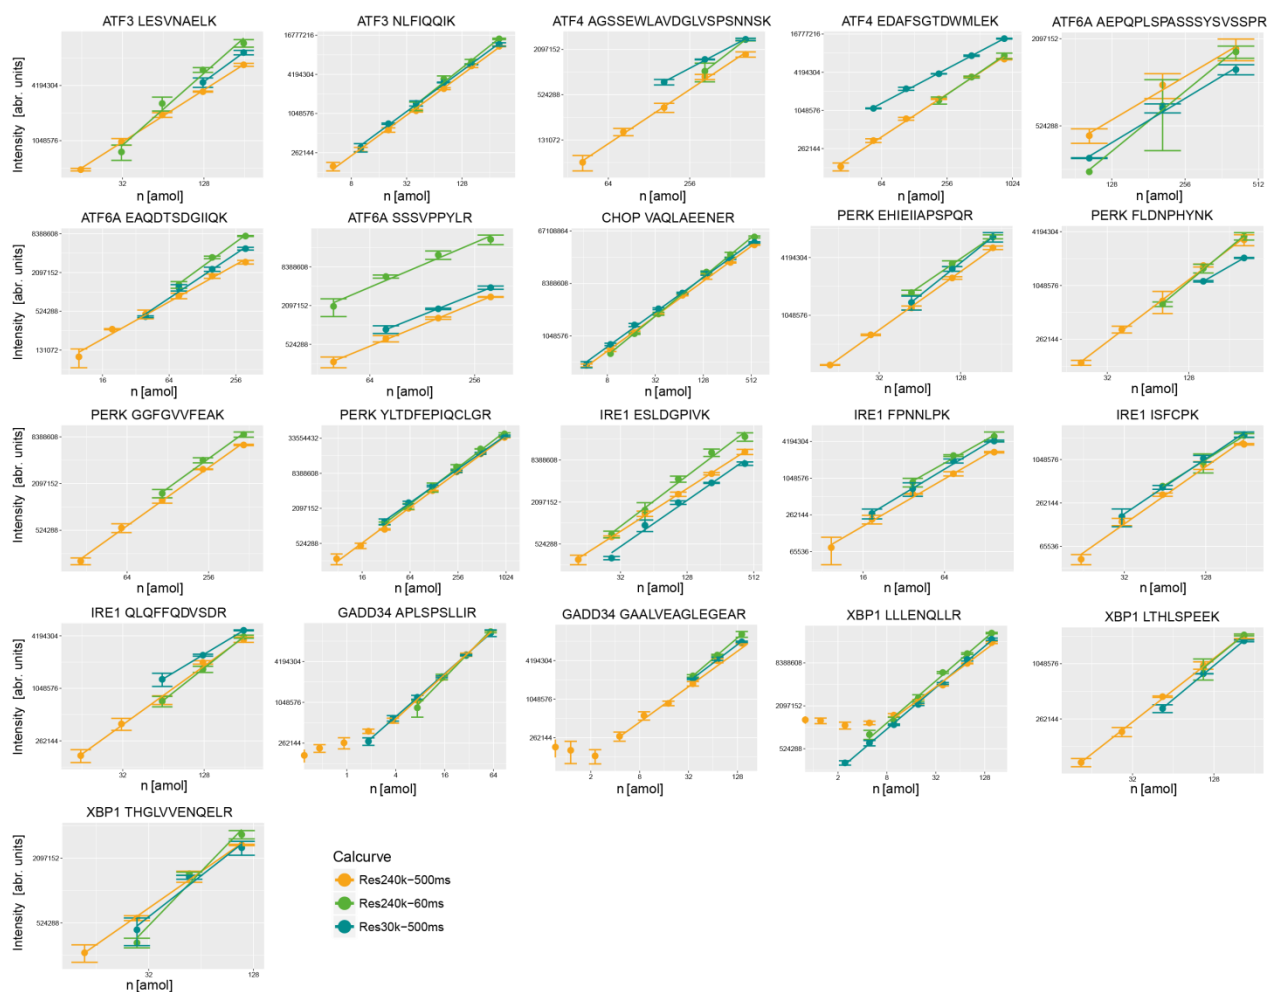 ATF3 LESVNAELK
ATF3 NLFIQQIK
ATF4 AGSSEWLAVDGLVSPSNNSK
ATF4 EDAFSGTDWMLEK
ATF6A AEPQPLSPASSSYSVSSPR
Intensity [abr. units]
4194304
1048576
32
128
n [amol]
16777216
4194304
1048576
262144
8
32
128
n [amol]
2097152
524288
131072
64
256
n [amol]
16777216
4194304
1048576
262144
64
256
1024
n [amol]
2097152
524288
128
256
512
n [amol]
ATF6A EAQDTSDGIIQK
ATF6A SSSVPPYLR
CHOP VAQLAEENER
PERK EHIEIIAPSPQR
PERK FLDNPHYNK
Intensity [abr. units]
8388608
2097152
524288
131072
16
64
256
n [amol]
8388608
2097152
524288
64
256
n [amol]
67108864
8388608
1048576
8
32
128
512
n [amol]
4194304
1048576
32
128
n [amol]
4194304
1048576
262144
32
128
n [amol]
PERK GGFGVVFEAK
PERK YLTDFEPIQCLGR
IRE1 ESLDGPIVK
IRE1 FPNNLPK
IRE1 ISFCPK
Intensity [abr. units]
8388608
2097152
524288
64
256
n [amol]
33554432
8388608
2097152
524288
16
64
256
1024
n [amol]
8388608
2097152
524288
32
128
512
n [amol]
4194304
1048576
262144
65536
16
64
n [amol]
1048576
262144
65536
32
128
n [amol]
IRE1 QLQFFQDVSDR
GADD34 APLSPSLLIR
GADD34 GAALVEAGLEGEAR
XBP1 LLLENQLLR
XBP1 LTHLSPEEK
Intensity [abr. units]
4194304
1048576
262144
32
128
n [amol]
4194304
1048576
262144
1
4
16
64
n [amol]
4194304
1048576
262144
2
8
32
128
n [amol]
8388608
2097152
524288
2
8
32
128
n [amol]
1048576
262144
32
128
n [amol]
XBP1 THGLVVENQELR
Intensity [abr. units]
2097152
524288
32
128
n [amol]
Calcurve
Res240k−500ms
Res240k−60ms
Res30k−500ms